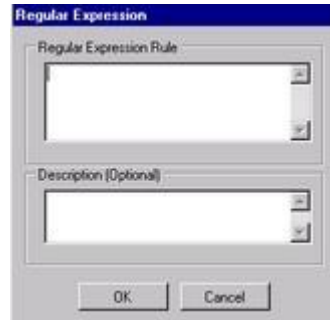 Regular Expression
Regular Expression Rule
Description (Optional)
OK
Cancel